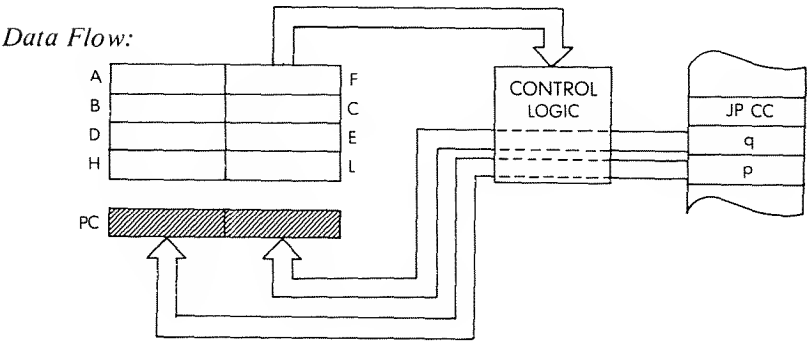 Data Flow:
A F
B C
D E
H L
PC
CONTROL
LOGIC
JP CC
q
p